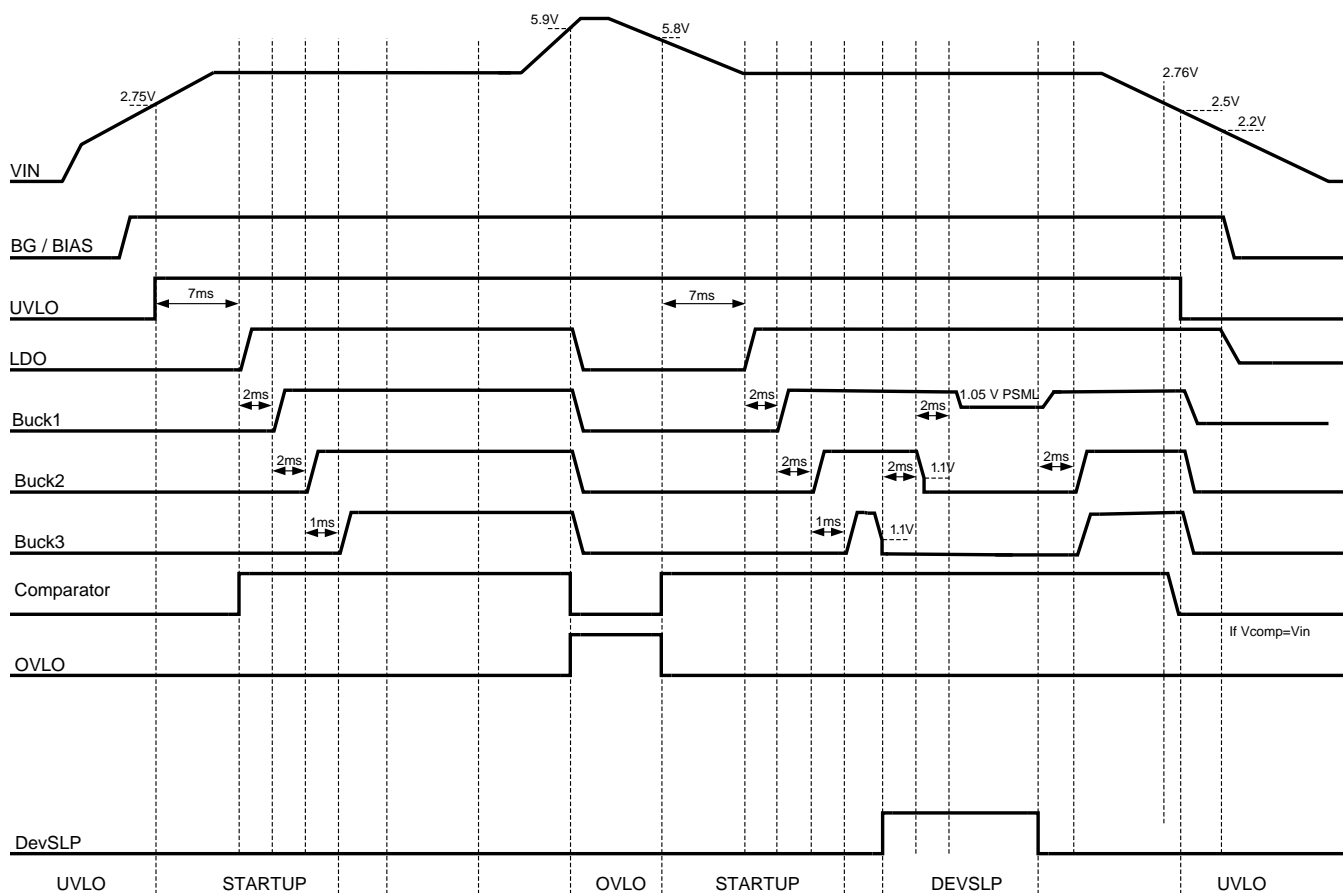 5.9V
5.8V
2.75V
2.76V
2.5V
2.2V
VIN
BG / BIAS
7ms
7ms
UVLO
LDO
2ms
2ms
2ms
1.05 V PSML
Buck1
2ms
2ms
2ms
1.1V
2ms
Buck2
1ms
1ms
1.1V
Buck3
Comparator
If Vcomp=Vin
OVLO
DevSLP
UVLO STARTUP OVLO STARTUP DEVSLP UVLO